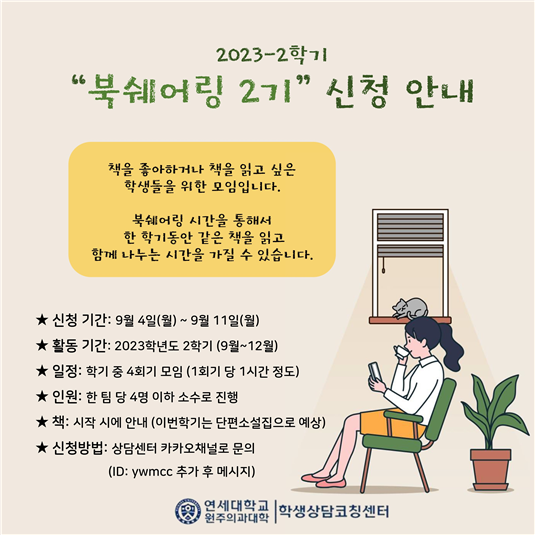 2023-2학기
“북쉐어링 2기” 신청 안내
책을 좋아하거나 책을 읽고 싶은
학생들을 위한 모임입니다.
북쉐어링 시간을 통해서
한 학기동안 같은 책을 읽고
함께 나누는 시간을 가질 수 있습니다.
★ 신청 기간: 9월 4일(월) ~ 9월 11일(월)
★ 활동 기간: 2023학년도 2학기 (9월~12월)
★ 일정: 학기 중 4회기 모임 (1회기 당 1시간 정도)
★ 인원: 한 팀 당 4명 이하 소수로 진행
★ 책: 시작 시에 안내 (이번학기는 단편소설집으로 예상)
★ 신청방법: 상담센터 카카오채널로 문의
(ID: ywmcc 추가 후 메시지)
연세대학교
원주의과대학 | 학생상담코칭센터